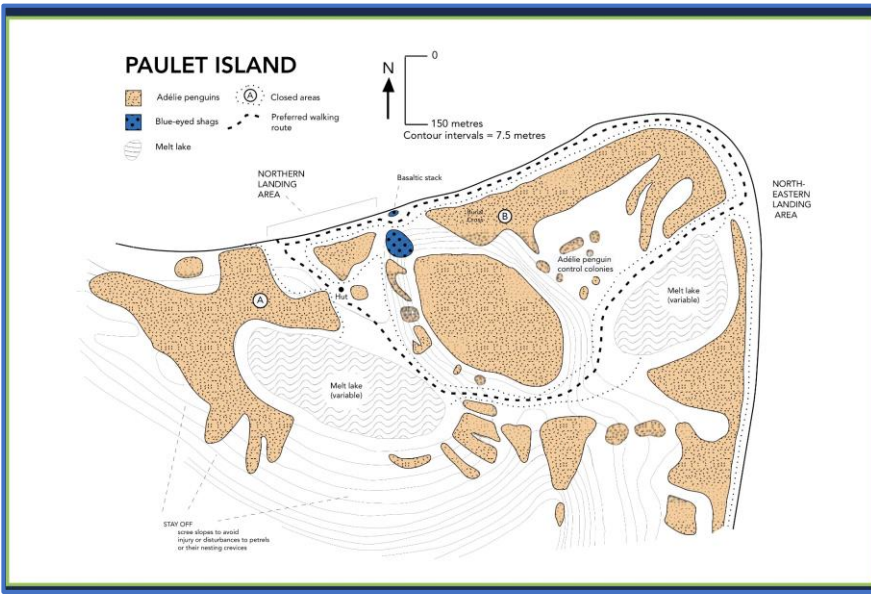 PAULET ISLAND
Adélie penguins
A
Closed areas
Blue-eyed shags
Preferred walking
route
Melt lake
N
0
150 metres
Contour intervals = 7.5 metres
NORTHERN
LANDING
AREA
Basaltic stack
NORTH-
EASTERN
LANDING
AREA
Cross
B
Adélie penguin
control colonies
A
Hut
Melt lake
(variable)
Melt lake
(variable)
STAY OFF
scree slopes to avoid
injury or disturbances to petrels
or their nesting crevices